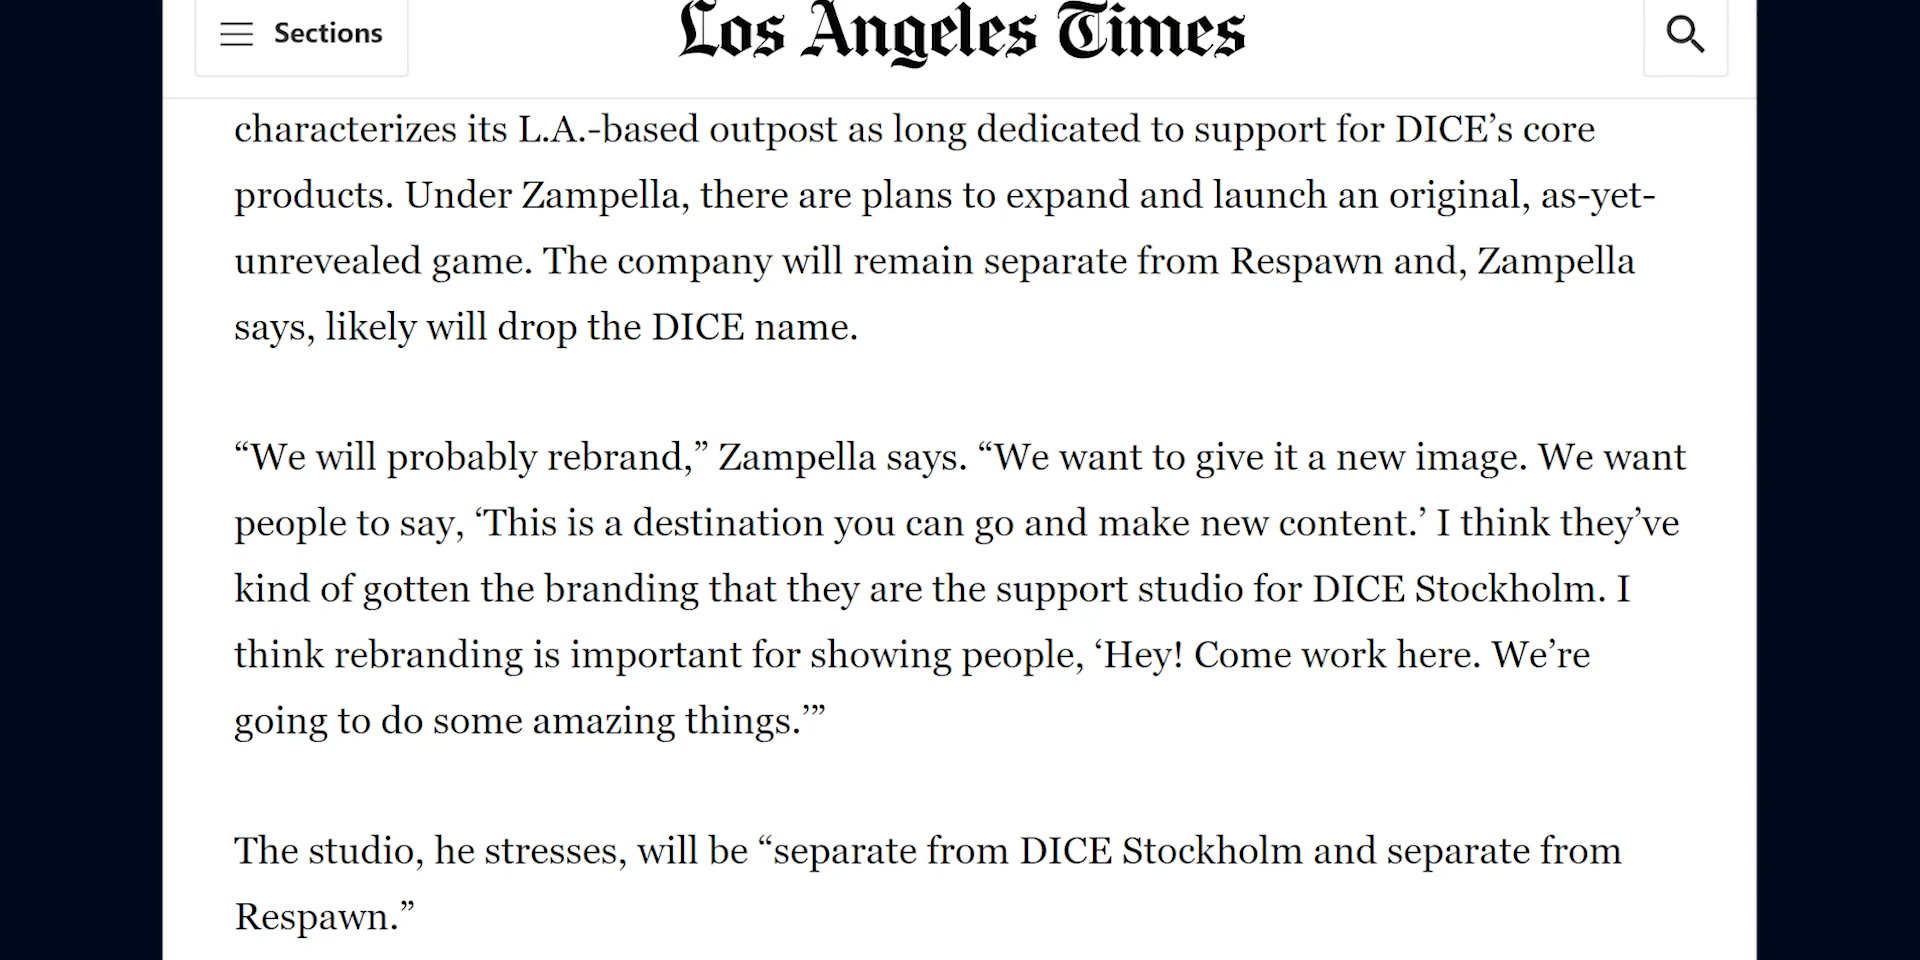 Sections
Los Angeles Times
characterizes its L.A.-based outpost as long dedicated to support for DICE’s core
products. Under Zampella, there are plans to expand and launch an original, as-yet-
unrevealed game. The company will remain separate from Respawn and, Zampella
says, likely will drop the DICE name.
“We will probably rebrand,” Zampella says. “We want to give it a new image. We want
people to say, ‘This is a destination you can go and make new content.’ I think they’ve
kind of gotten the branding that they are the support studio for DICE Stockholm. I
think rebranding is important for showing people, ‘Hey! Come work here. We’re
going to do some amazing things.’”
The studio, he stresses, will be “separate from DICE Stockholm and separate from
Respawn.”